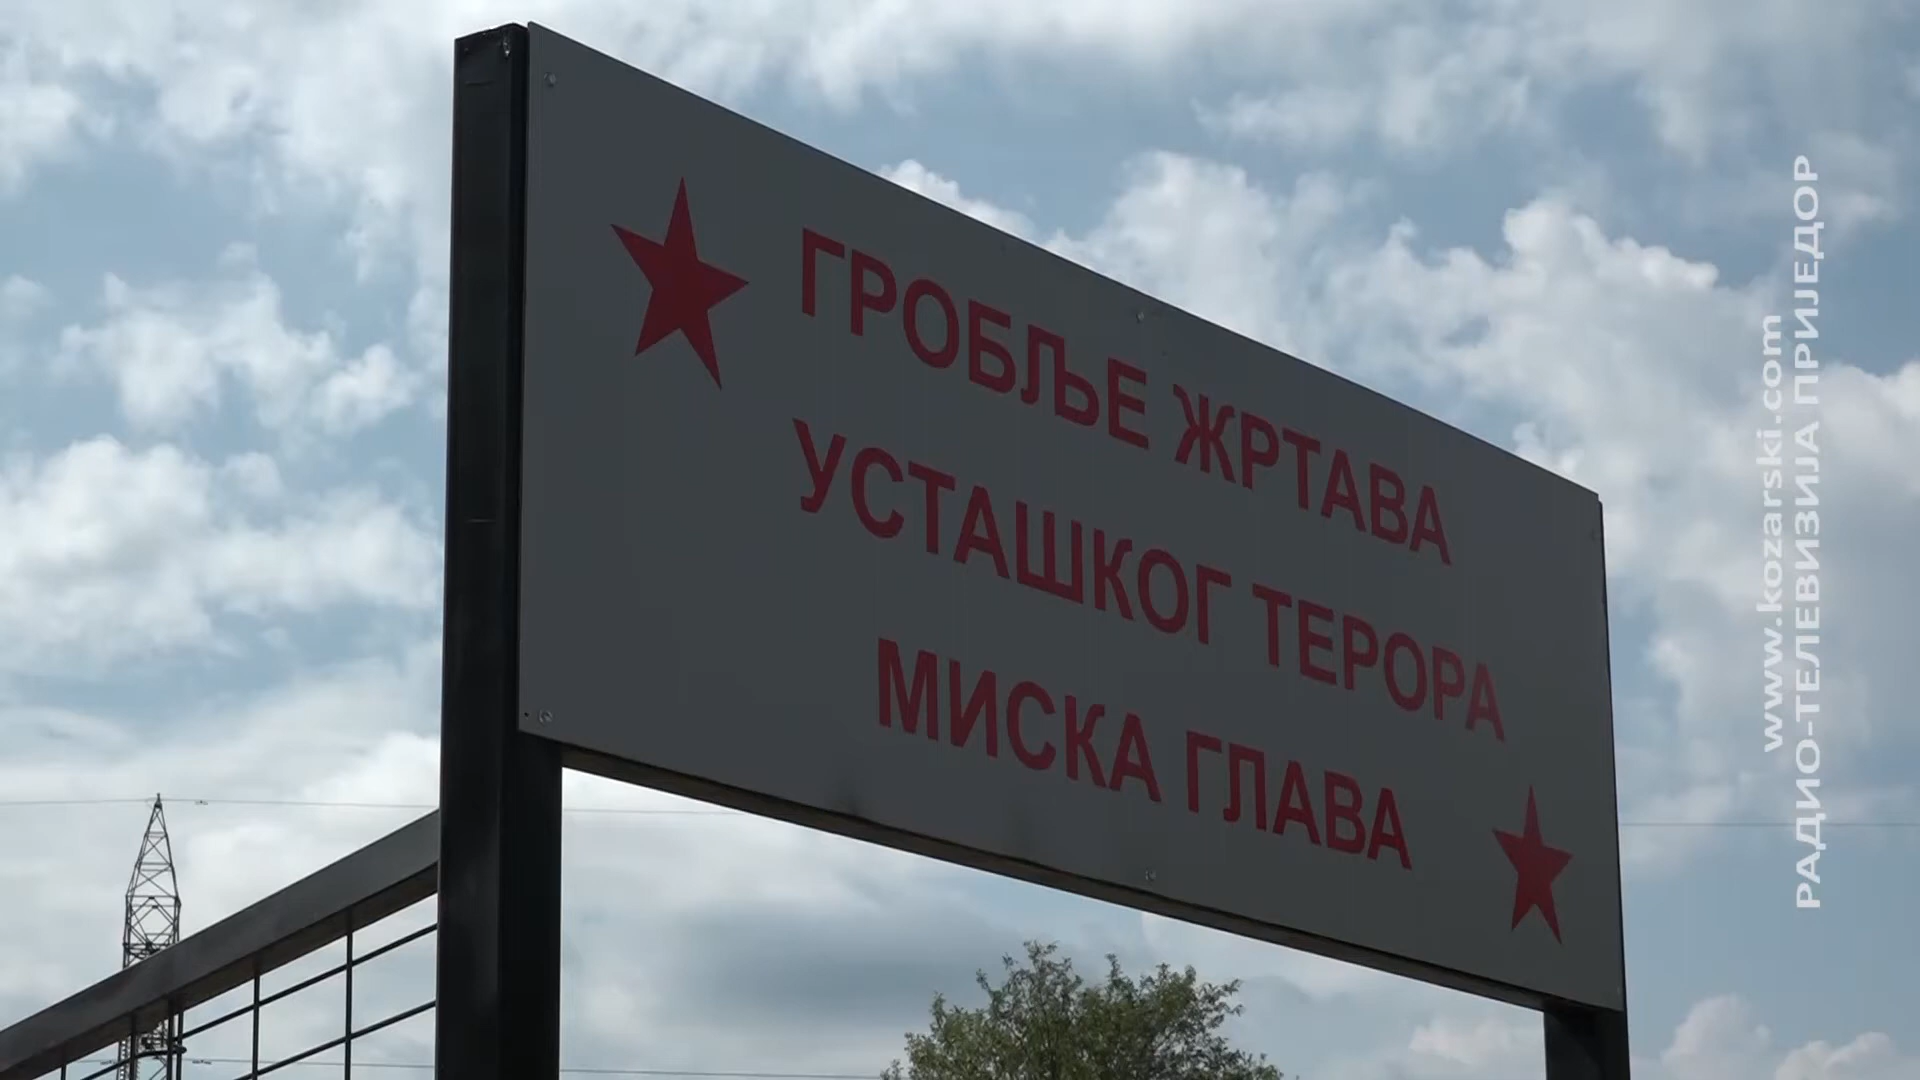 ГРОБЉЕ ЖРТАВА
УСТАШКОГ ТЕРОРА
МИСКА ГЛАВА
www.kozarski.com
РАДИО-ТЕЛЕВИЗИЈА ПРИЈЕДОР